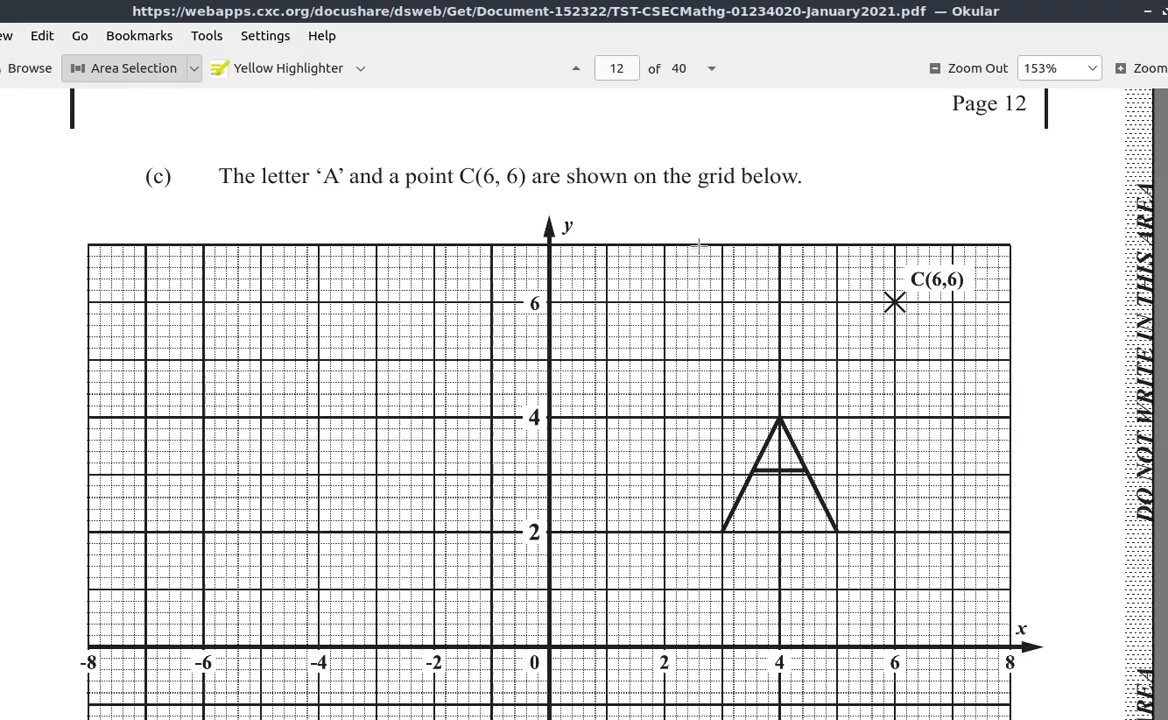 https://webapps.cxc.org/docushare/dsweb/Get/Document-152322/TST-CSECMathg-01234020-January2021.pdf — Okular
ew Edit Go Bookmarks Tools Settings Help
Browse Area Selection Yellow Highlighter 12 of 40 Zoom Out 153% Zoom
Page 12
(c) The letter ‘A’ and a point C(6, 6) are shown on the grid below.
y
C(6,6)
6
4
2
x
-8 -6 -4 -2 0 2 4 6 8
DO NOT WRITE IN THIS AREA
REA